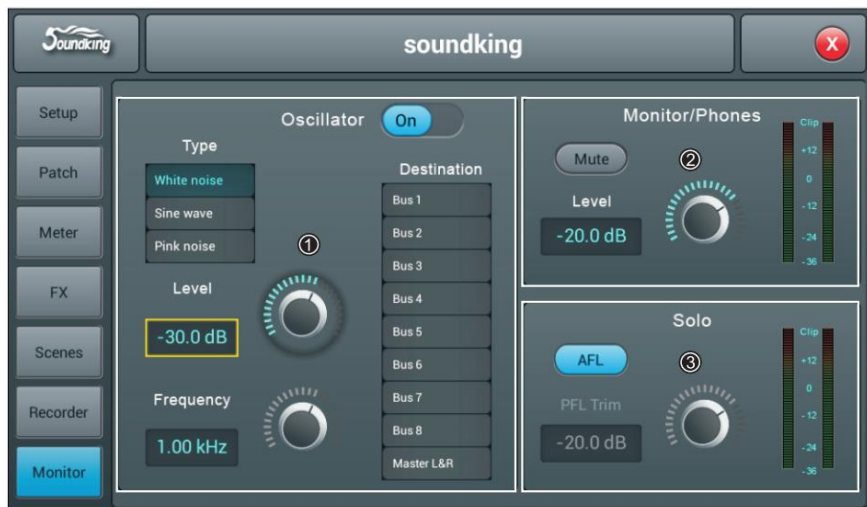 Soundking
soundking
X
Setup
Patch
Meter
FX
Scenes
Recorder
Monitor
Oscillator
On
Type
White noise
Sine wave
Pink noise
①
Level
-30.0 dB
Frequency
1.00 kHz
Destination
Bus 1
Bus 2
Bus 3
Bus 4
Bus 5
Bus 6
Bus 7
Bus 8
Master L&R
Monitor/Phones
Mute
②
Level
-20.0 dB
Clip
+12
0
-12
-24
-36
Solo
AFL
③
PFL Trim
-20.0 dB
Clip
+12
0
-12
-24
-36